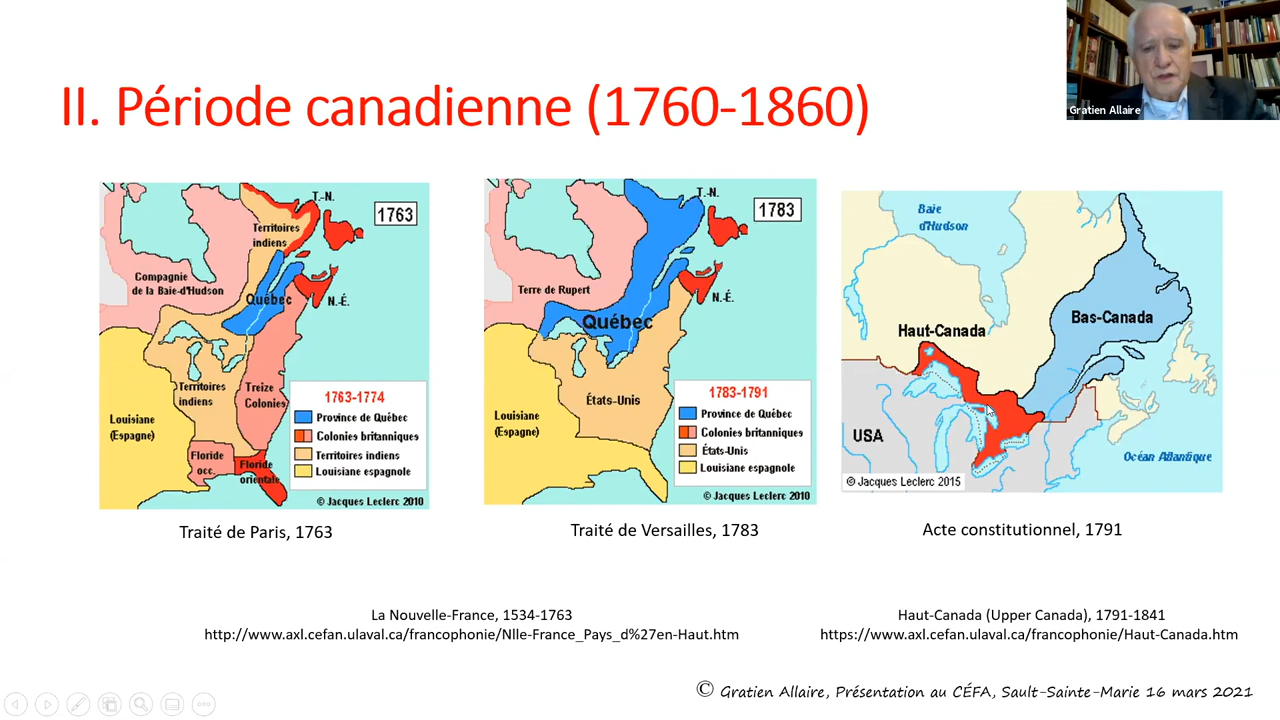 Gratien Allaire
II. Période canadienne (1760-1860)
T.-N.
1763
Territoires
indiens
Compagnie
de la Baie-d'Hudson
Québec
N.-É.
Territoires
indiens
Treize
Colonies
Louisiane
(Espagne)
Floride
occ.
Floride
orientale
1763-1774
Province de Québec
Colonies britanniques
Territoires indiens
Louisiane espagnole
© Jacques Leclerc 2010
Traité de Paris, 1763
T.-N.
1783
Terre de Rupert
N.-É.
Québec
États-Unis
Louisiane
(Espagne)
1783-1791
Province de Québec
Colonies britanniques
États-Unis
Louisiane espagnole
© Jacques Leclerc 2010
Traité de Versailles, 1783
Baie
d'Hudson
Haut-Canada
Bas-Canada
USA
Océan Atlantique
© Jacques Leclerc 2015
Acte constitutionnel, 1791
La Nouvelle-France, 1534-1763
http://www.axl.cefan.ulaval.ca/francophonie/Nlle-France_Pays_d%27en-Haut.htm
Haut-Canada (Upper Canada), 1791-1841
https://www.axl.cefan.ulaval.ca/francophonie/Haut-Canada.htm
© Gratien Allaire, Présentation au CÉFA, Sault-Sainte-Marie 16 mars 2021